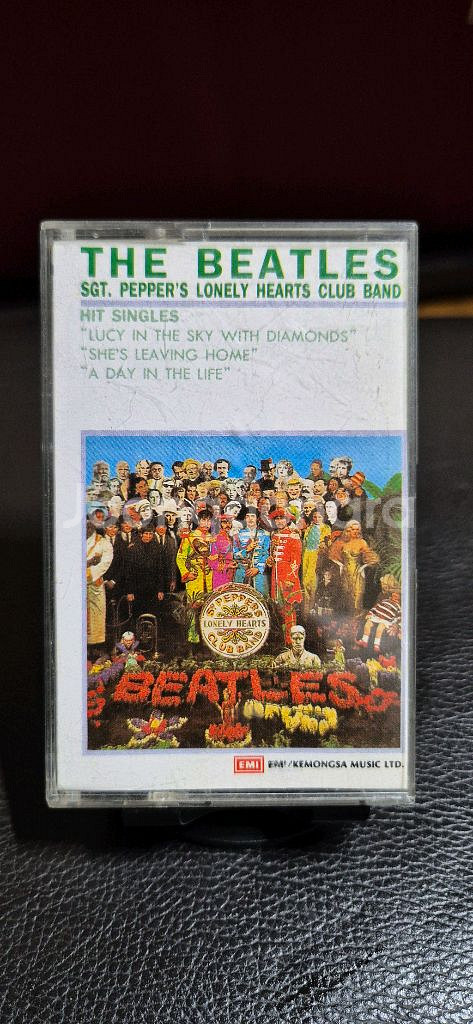 THE BEATLES
SGT. PEPPER'S LONELY HEARTS CLUB BAND
HIT SINGLES
"LUCY IN THE SKY WITH DIAMONDS"
"SHE'S LEAVING HOME"
"A DAY IN THE LIFE"
SGT PEPPERS
LONELY HEARTS
CLUB BAND
BEATLES
EMI EMI/KEMONGSA MUSIC LTD.